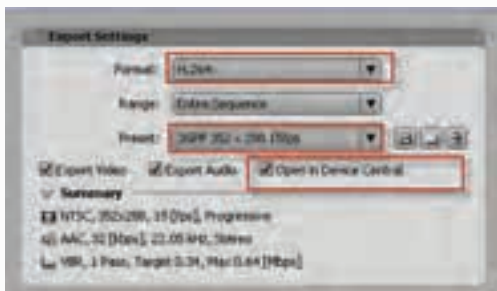 Export Settings
Format: H.264
Range: Entire Sequence
Preset: 3GPP 352 x 288 15fps
Export Video Export Audio Open in Device Central
Summary
NTSC, 352x288, 15 [fps], Progressive
AAC, 32 [kbps], 22.05 kHz, Stereo
VBR, 1 Pass, Target 0.34, Max 0.64 [Mbps]